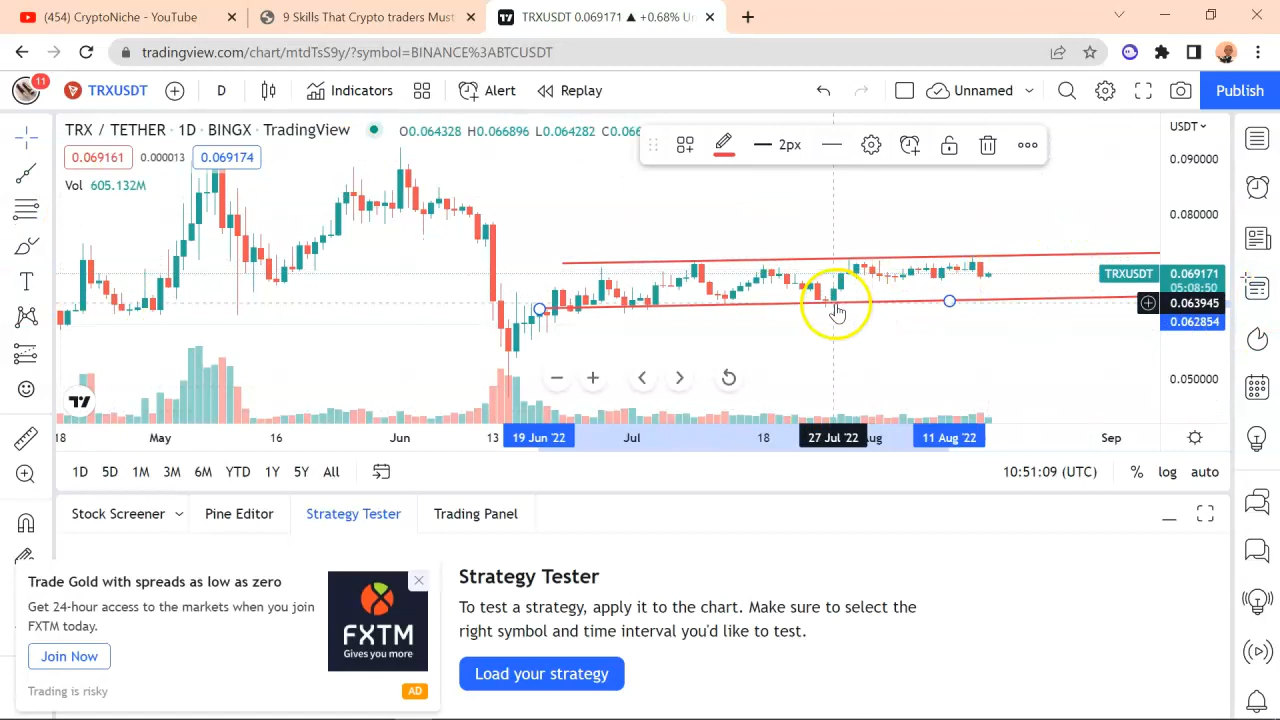 (454) CryptoNiche - YouTube
9 Skills That Crypto traders Must
TRXUSDT 0.069171 ▲ +0.68% Un
tradingview.com/chart/mtdTsS9y/?symbol=BINANCE%3ABTCUSDT
11
TRXUSDT
D
Indicators
Alert
Replay
Unnamed
Publish
TRX / TETHER · 1D · BINGX · TradingView
O0.064328 H0.066896 L0.064282 C0.066
USDT
0.069161
0.000013
0.069174
Vol 605.132M
2px
0.090000
0.080000
TRXUSDT
0.069171
05:08:50
0.063945
0.062854
0.050000
18
May
16
Jun
13
19 Jun '22
Jul
18
27 Jul '22
Aug
11 Aug '22
Sep
1D
5D
1M
3M
6M
YTD
1Y
5Y
All
10:51:09 (UTC)
%
log
auto
Stock Screener
Pine Editor
Strategy Tester
Trading Panel
Trade Gold with spreads as low as zero
Get 24-hour access to the markets when you join
FXTM today.
Join Now
Trading is risky
FXTM
Gives you more
AD
Strategy Tester
To test a strategy, apply it to the chart. Make sure to select the
right symbol and time interval you'd like to test.
Load your strategy